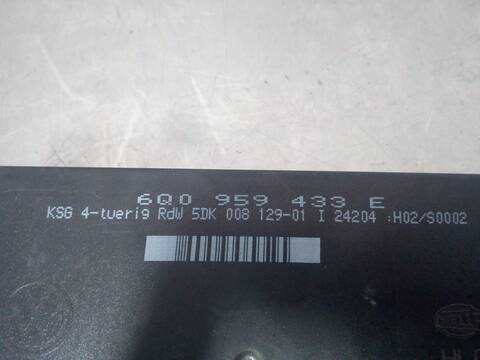 6Q0 959 433 E
KSG 4-tuerig RdW 5DK 008 129-01 I 24204 :H02/S0002